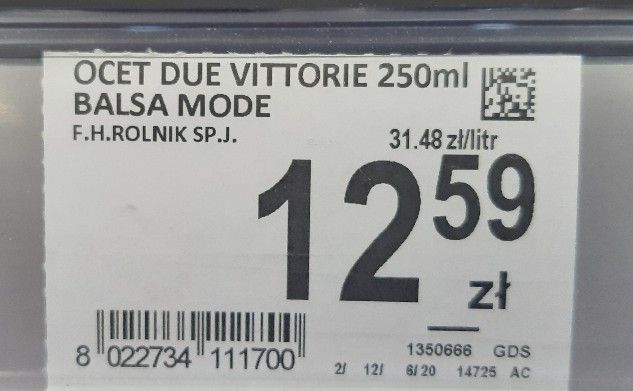 OCET DUE VITTORIE 250ml
BALSA MODE
F.H.ROLNIK SP.J.
31.48 zł/litr
12 59
zł
1350666 GDS
8 022734 111700
2/ 12/ 6/20 14725 AC